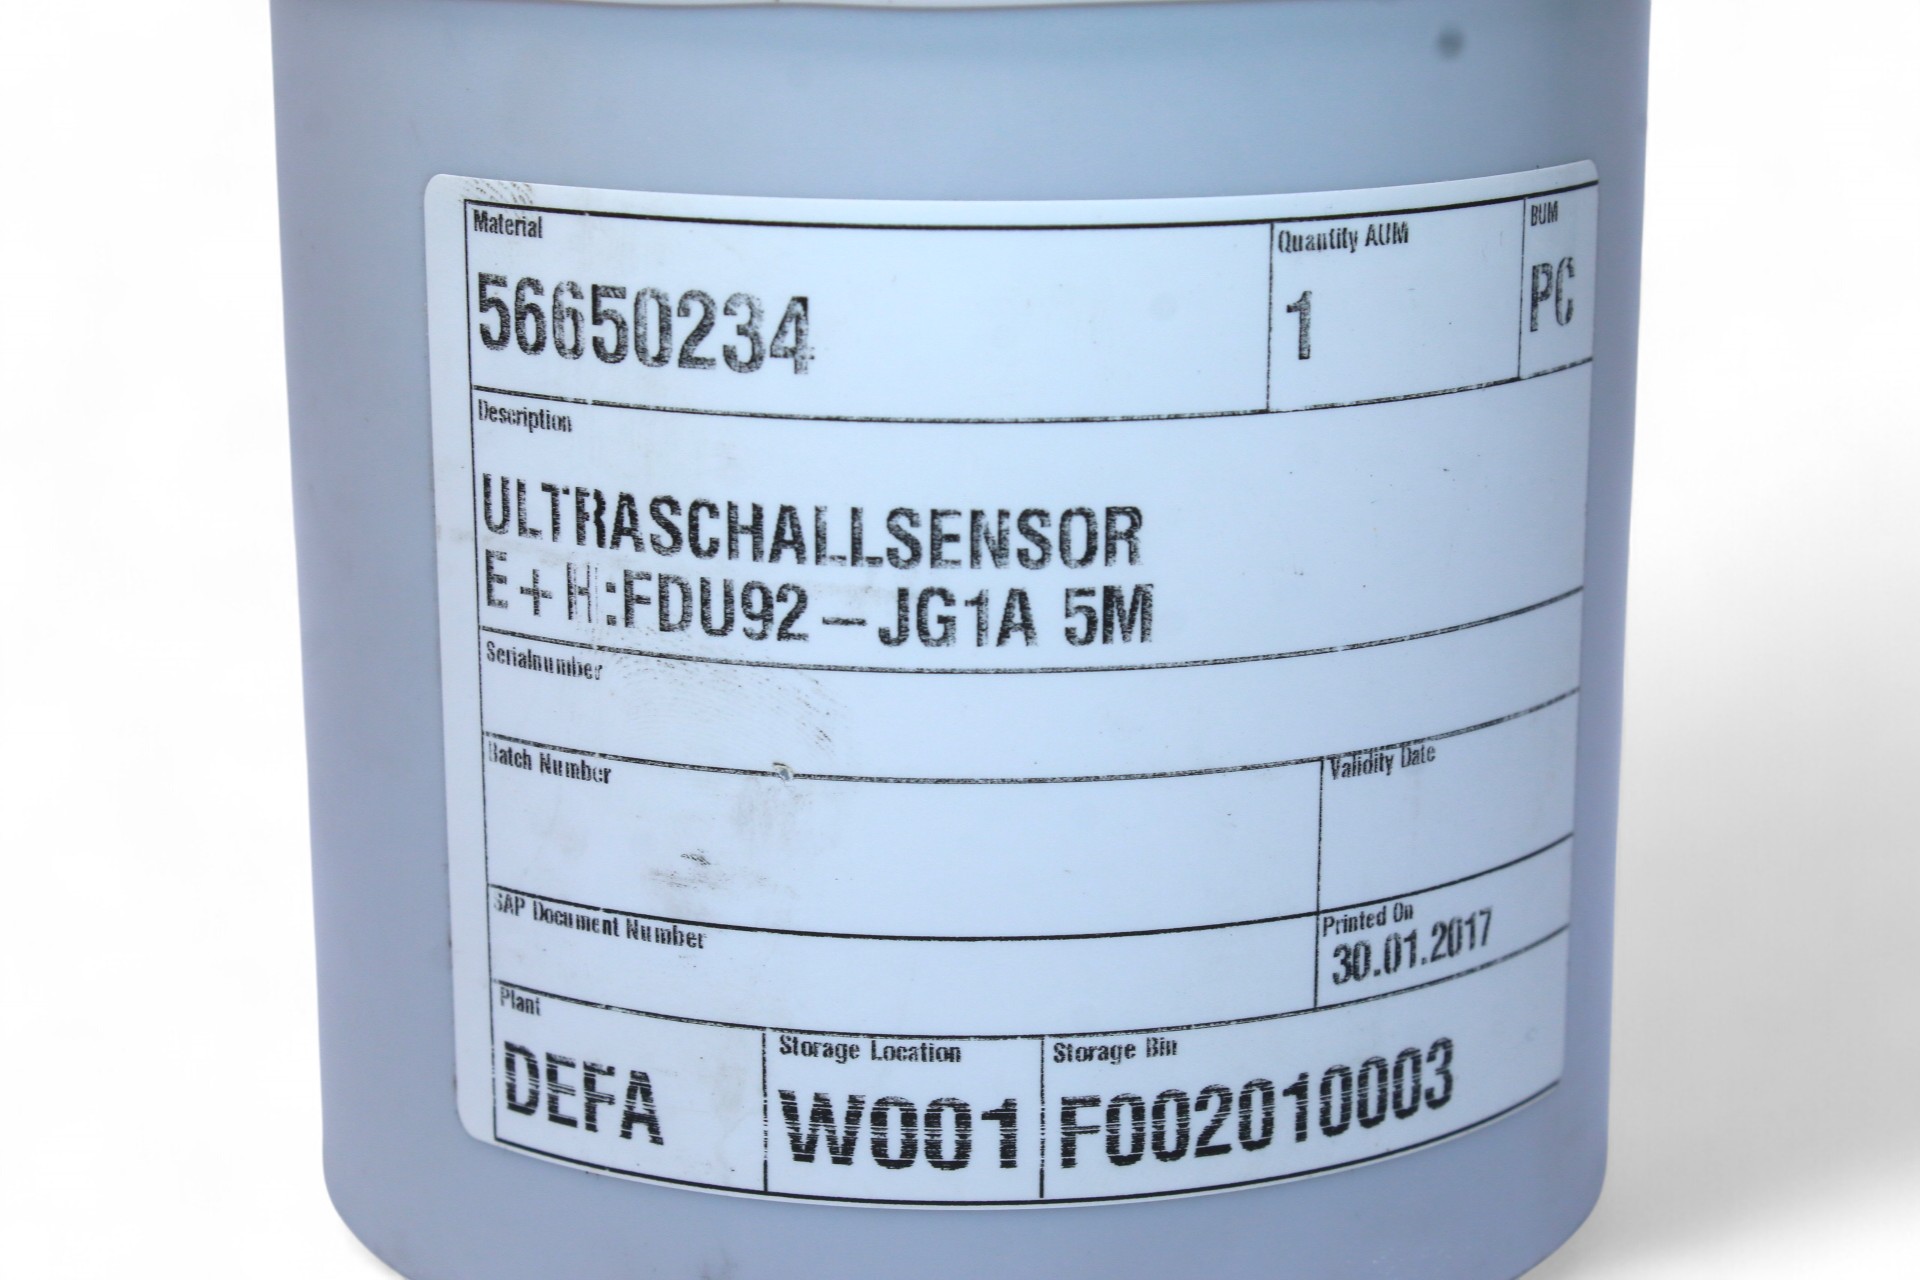 Material
Quantity AUM
BUM
56650234
1
PC
Description
ULTRASCHALLSENSOR
E+H:FDU92-JG1A 5M
Serialnumber
Batch Number
Validity Date
SAP Document Number
Printed On
30.01.2017
Plant
Storage Location
Storage Bin
DEFA
W001
F002010003